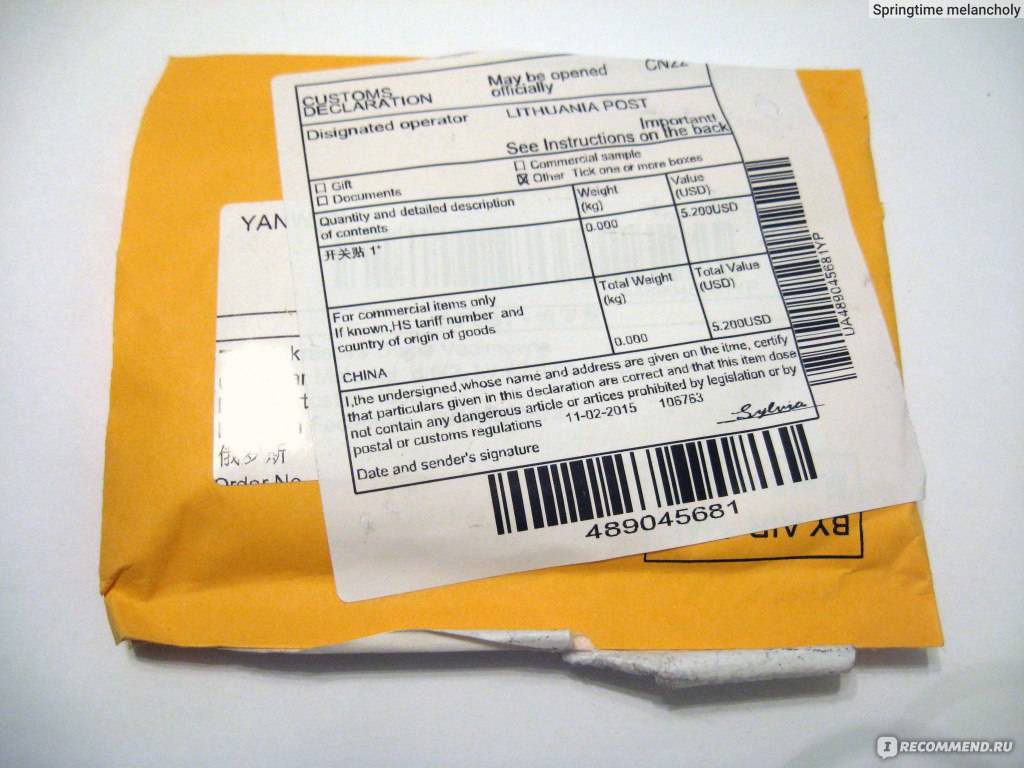 Springtime melancholy
CUSTOMS
DECLARATION
May be opened
officially
CN22
Disignated operator
LITHUANIA POST
Important!
See Instructions on the back
Gift
Documents
Commercial sample
Other Tick one or more boxes
Quantity and detailed description
of contents
Weight
(kg)
Value
(USD)
开关贴 1*
0.000
5.200USD
For commercial items only
If known,HS tariff number and
country of origin of goods
Total Weight
(kg)
Total Value
(USD)
CHINA
0.000
5.200USD
I,the undersigned,whose name and address are given on the itme, certify
that particulars given in this declaration are correct and that this item dose
not contain any dangerous article or artices prohibited by legislation or by
postal or customs regulations 11-02-2015 106763
Sylvia
Date and sender's signature
489045681
UA489045681YP
YAN
俄罗斯
Order No
BY AIR
IRECOMMEND.RU